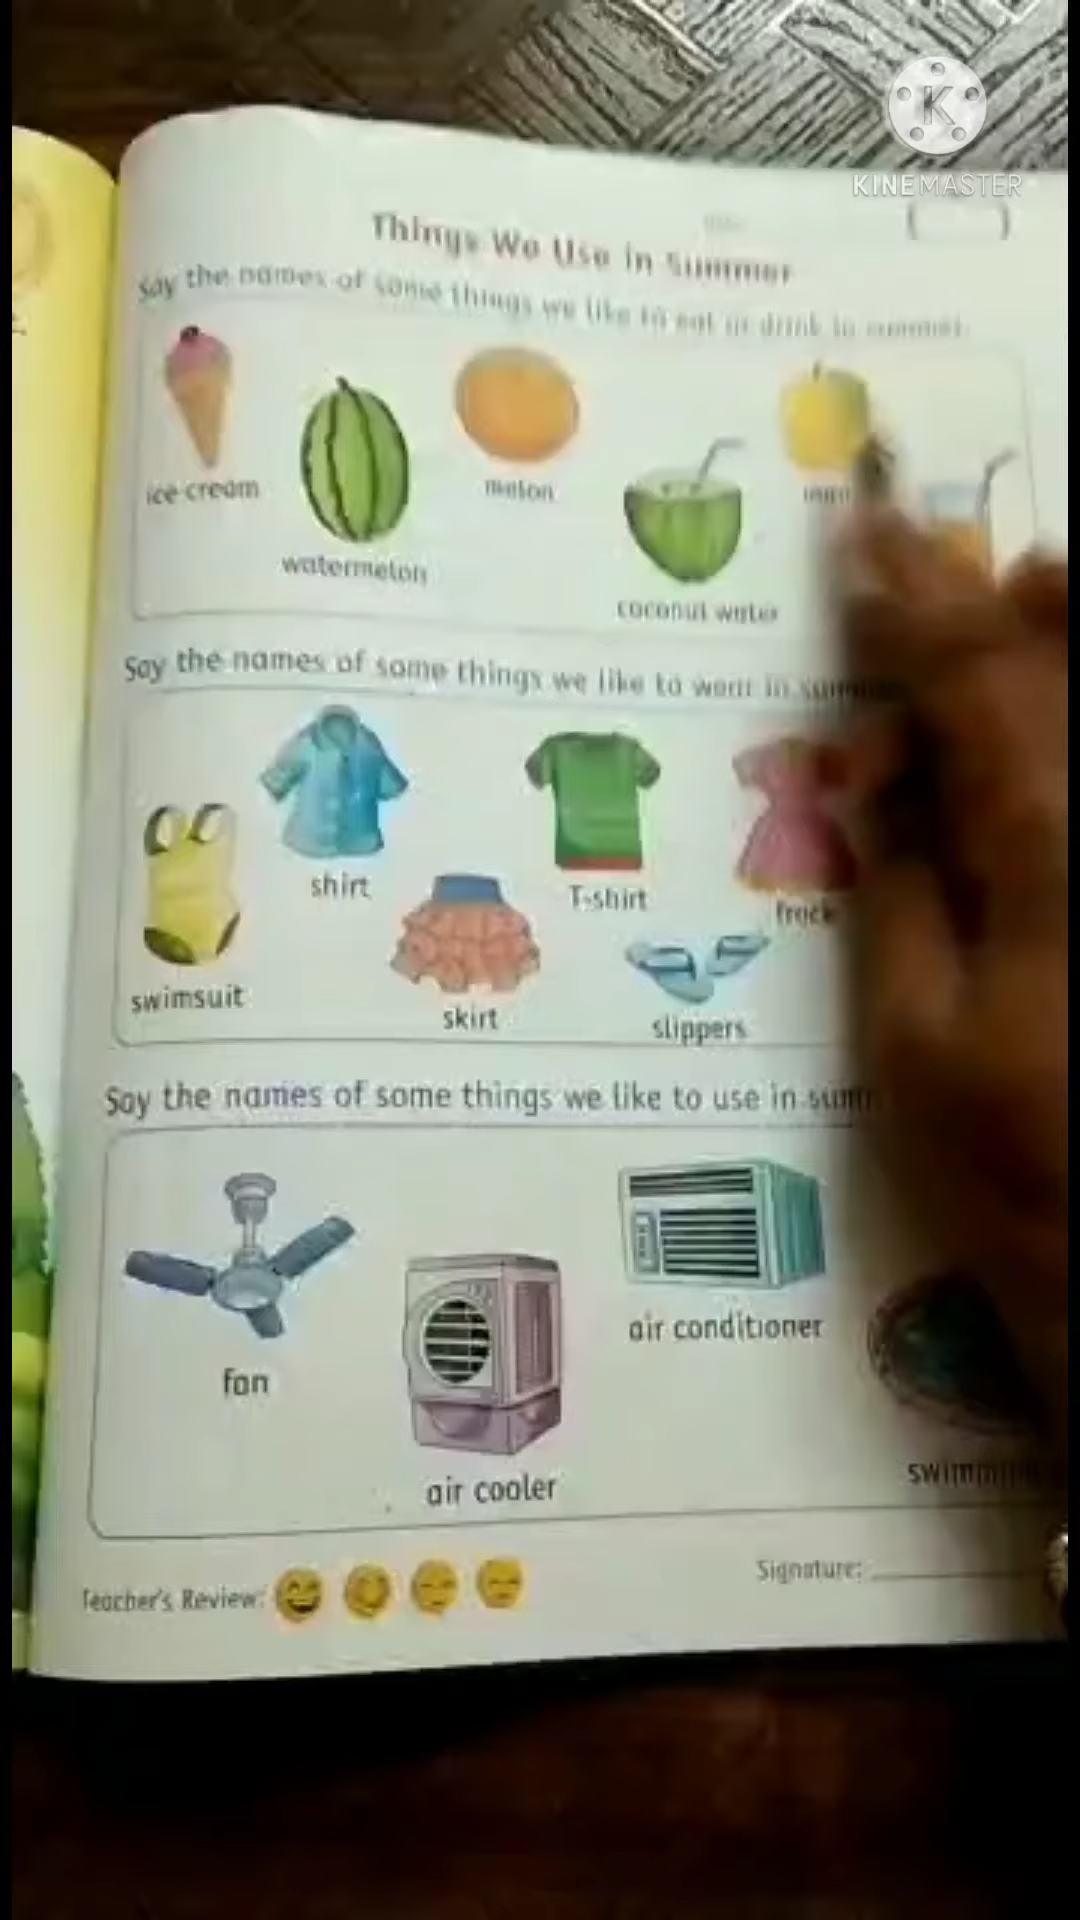 KINEMASTER
Things We Use in Summer
Say the names of some things we like to eat or drink in summer.
ice cream
melon
watermelon
coconut water
Say the names of some things we like to wear in
shirt
T-shirt
frock
swimsuit
skirt
slippers
Say the names of some things we like to use in
air conditioner
fan
air cooler
Signature:
Teacher's Review: